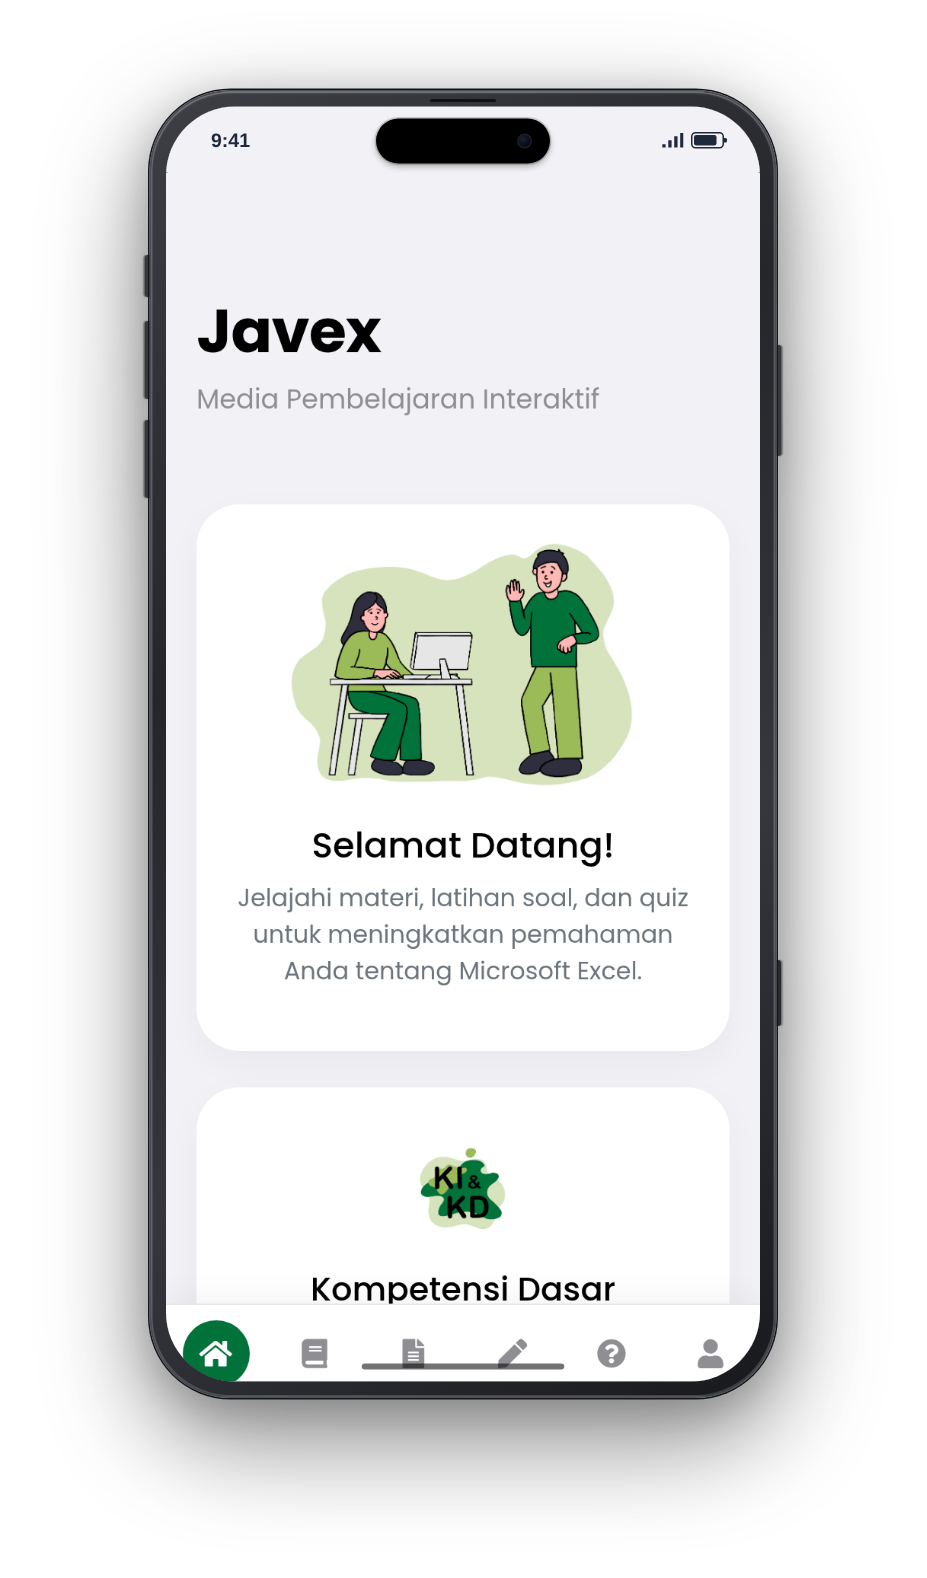 9:41
Javex
Media Pembelajaran Interaktif
Selamat Datang!
Jelajahi materi, latihan soal, dan quiz
untuk meningkatkan pemahaman
Anda tentang Microsoft Excel.
KI &
KD
Kompetensi Dasar